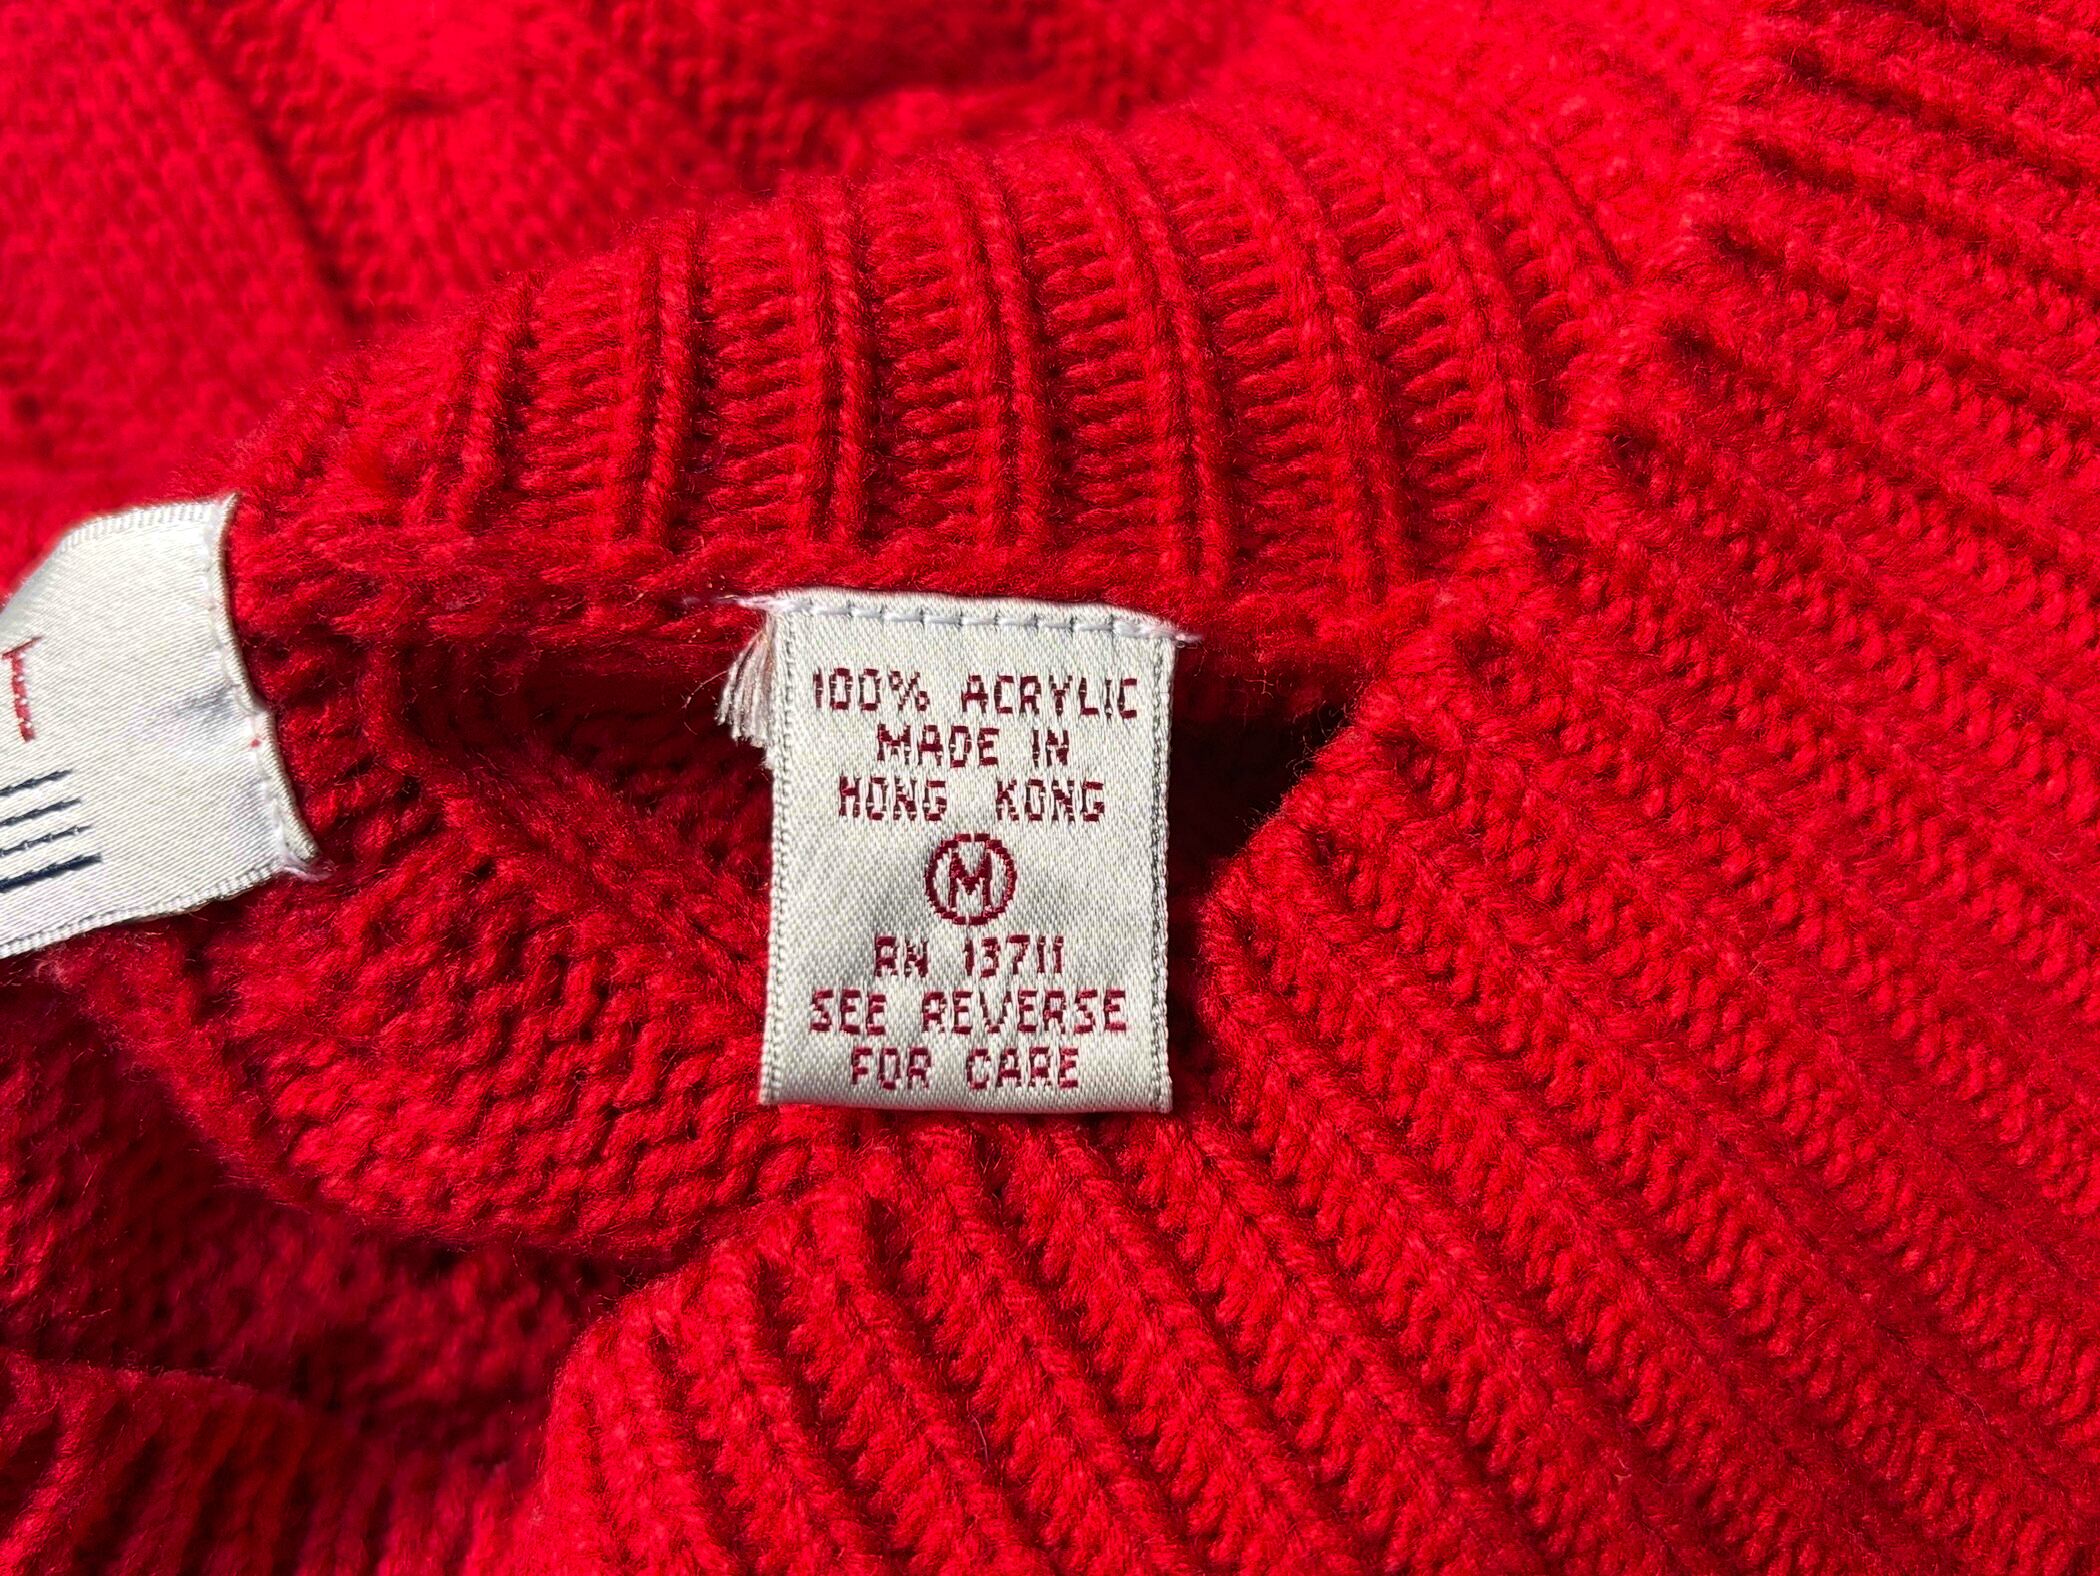 100% ACRYLIC
MADE IN
HONG KONG
M
RN 13711
SEE REVERSE
FOR CARE